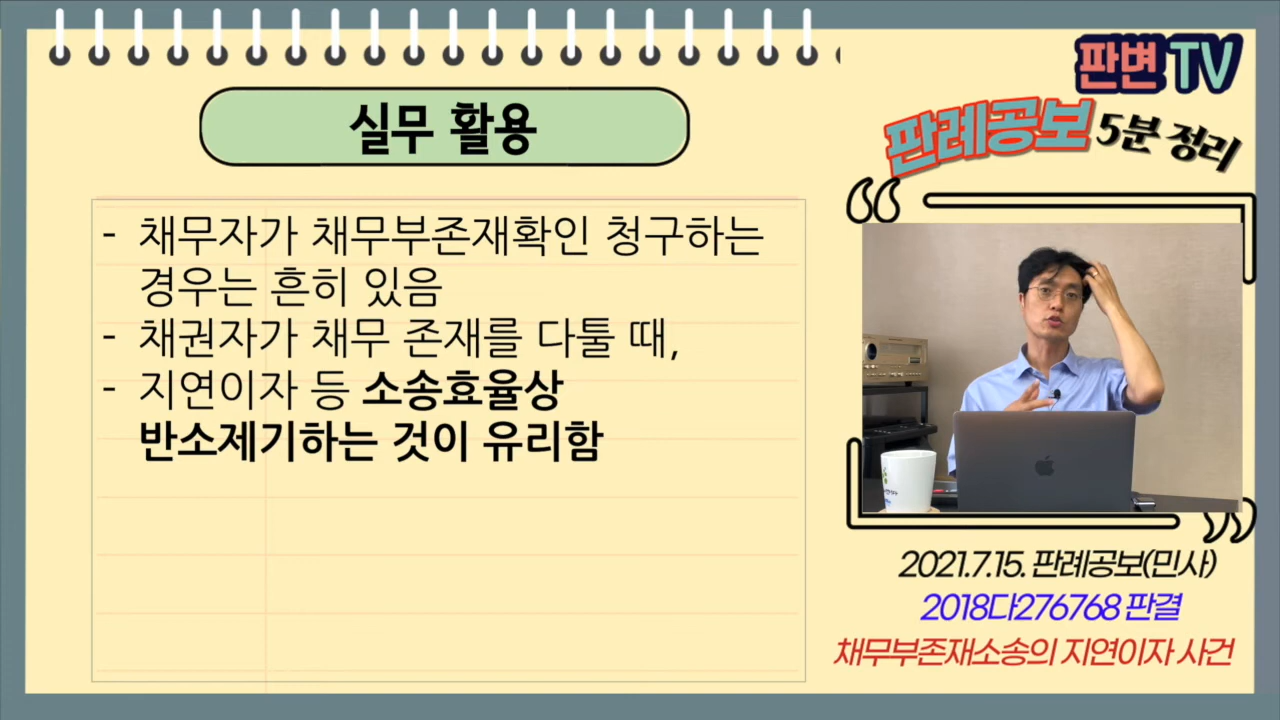 실무 활용
- 채무자가 채무부존재확인 청구하는
경우는 흔히 있음
- 채권자가 채무 존재를 다툴 때,
- 지연이자 등 소송효율상
반소제기하는 것이 유리함
판변TV
판례공보 5분 정리
2021.7.15. 판례공보(민사)
2018다276768 판결
채무부존재소송의 지연이자 사건